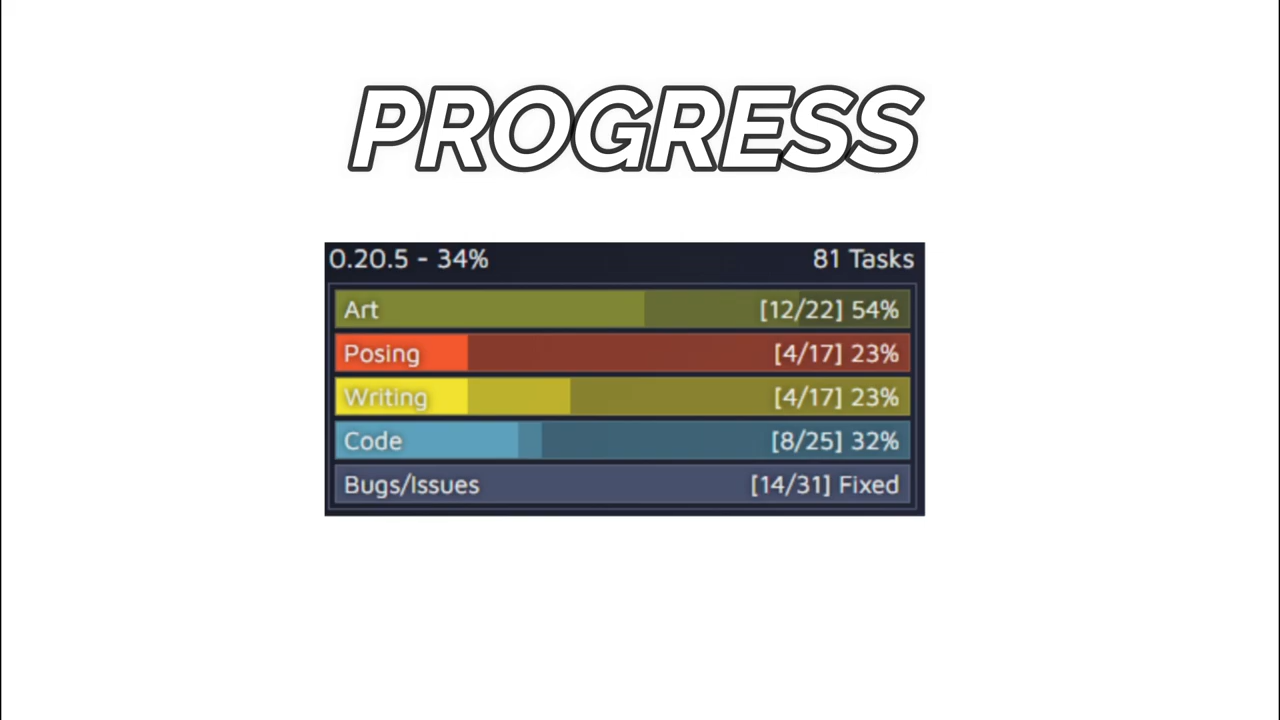 PROGRESS
0.20.5 - 34% 81 Tasks
Art [12/22] 54%
Posing [4/17] 23%
Writing [4/17] 23%
Code [8/25] 32%
Bugs/Issues [14/31] Fixed